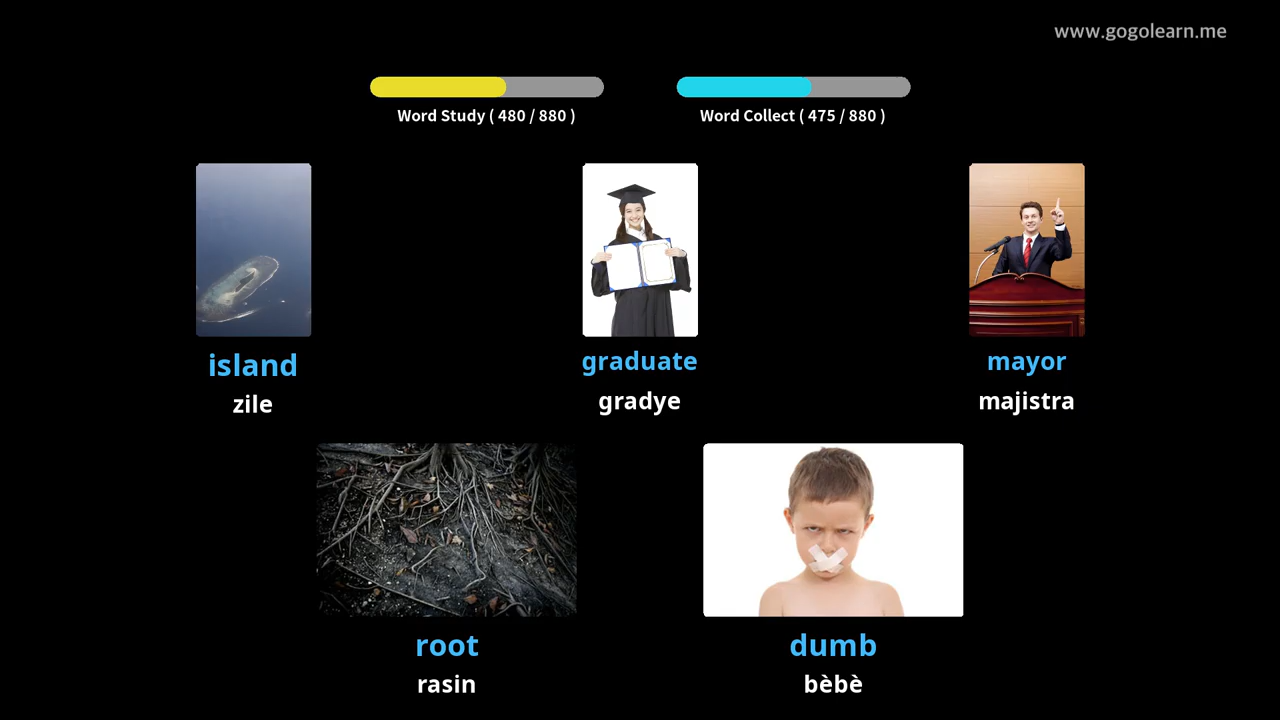 www.gogolearn.me
Word Study ( 480 / 880 )
Word Collect ( 475 / 880 )
island
zile
graduate
gradye
mayor
majistra
root
rasin
dumb
bèbè